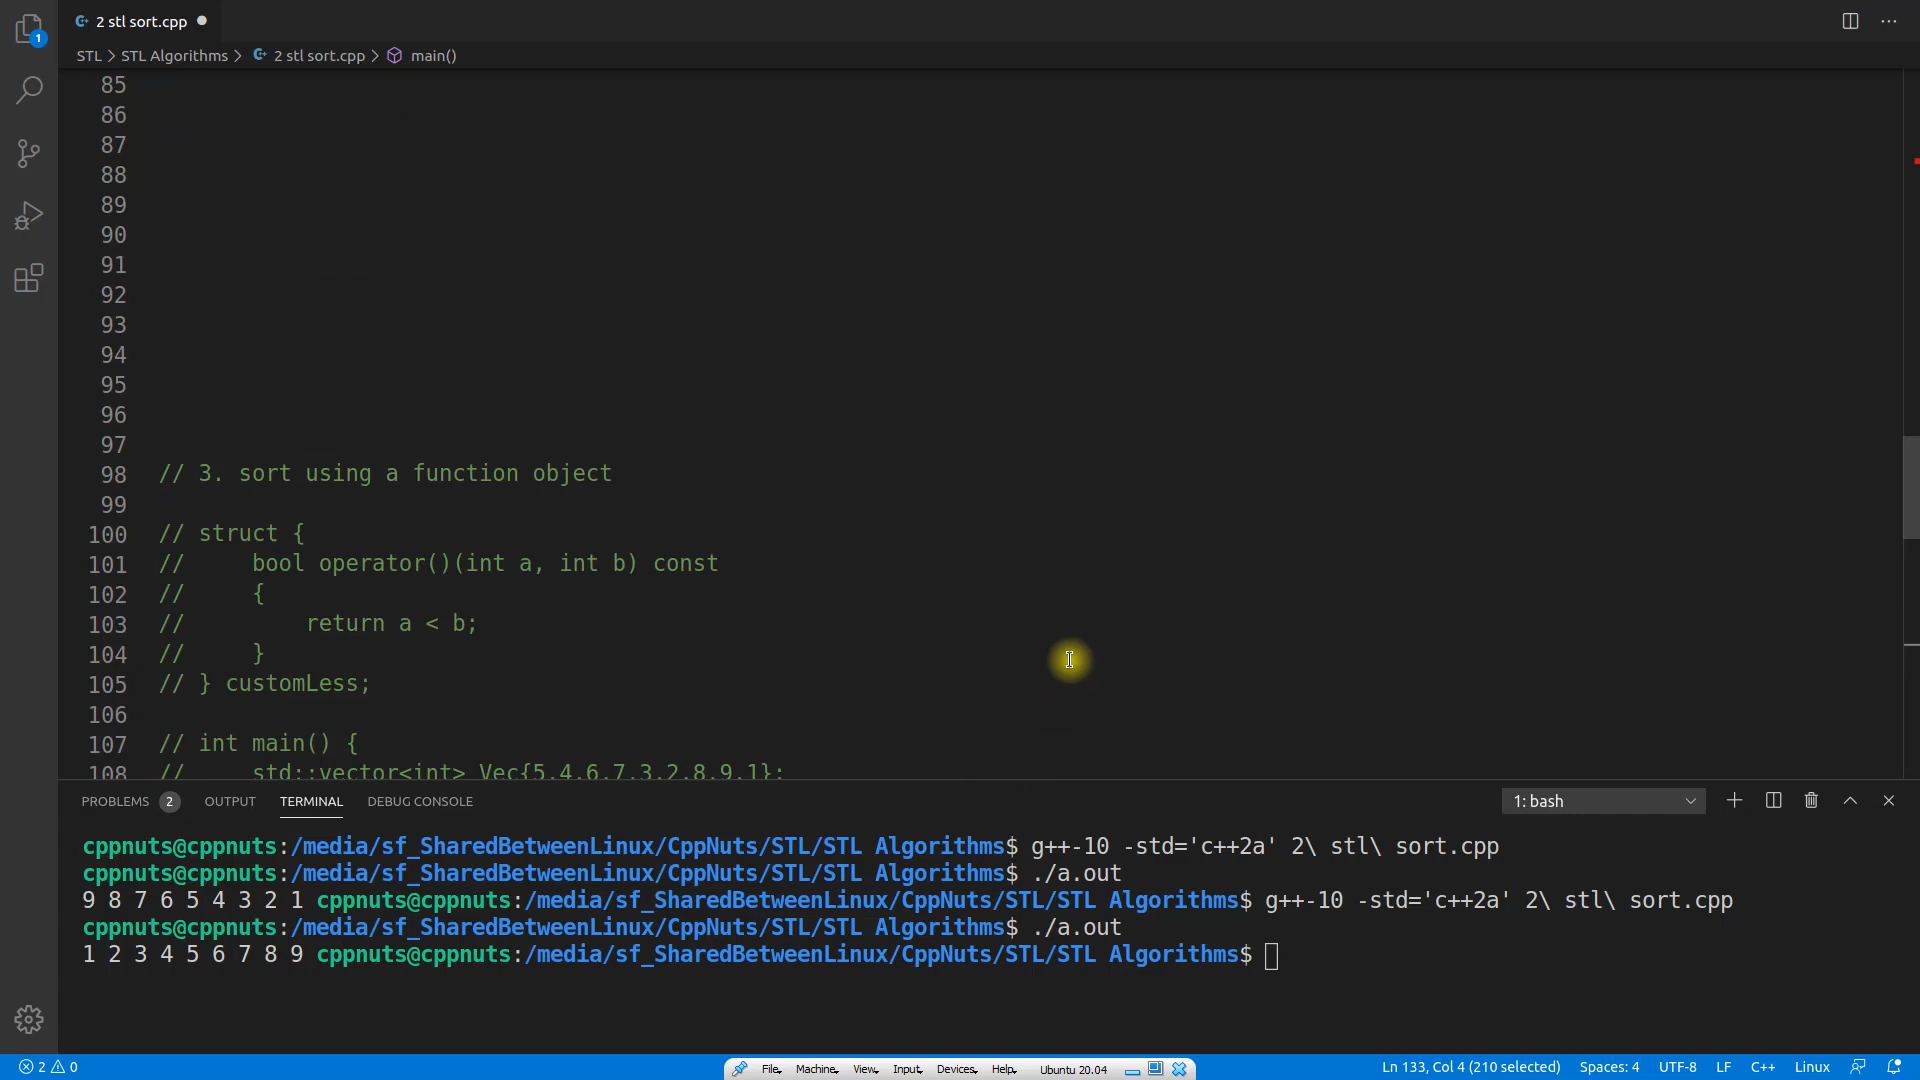 2 stl sort.cpp
STL > STL Algorithms > 2 stl sort.cpp > main()
1
85
86
87
88
89
90
91
92
93
94
95
96
97
98 // 3. sort using a function object
99
100 // struct {
101 //     bool operator()(int a, int b) const
102 //     {
103 //         return a < b;
104 //     }
105 // } customLess;
106
107 // int main() {
108 //     std::vector<int> Vec{5,4,6,7,3,2,8,9,1};
PROBLEMS 2 OUTPUT TERMINAL DEBUG CONSOLE 1: bash
cppnuts@cppnuts:/media/sf_SharedBetweenLinux/CppNuts/STL/STL Algorithms$ g++-10 -std='c++2a' 2\ stl\ sort.cpp
cppnuts@cppnuts:/media/sf_SharedBetweenLinux/CppNuts/STL/STL Algorithms$ ./a.out
9 8 7 6 5 4 3 2 1 cppnuts@cppnuts:/media/sf_SharedBetweenLinux/CppNuts/STL/STL Algorithms$ g++-10 -std='c++2a' 2\ stl\ sort.cpp
cppnuts@cppnuts:/media/sf_SharedBetweenLinux/CppNuts/STL/STL Algorithms$ ./a.out
1 2 3 4 5 6 7 8 9 cppnuts@cppnuts:/media/sf_SharedBetweenLinux/CppNuts/STL/STL Algorithms$
2 0 File Machine View Input Devices Help Ubuntu 20.04 Ln 133, Col 4 (210 selected) Spaces: 4 UTF-8 LF C++ Linux